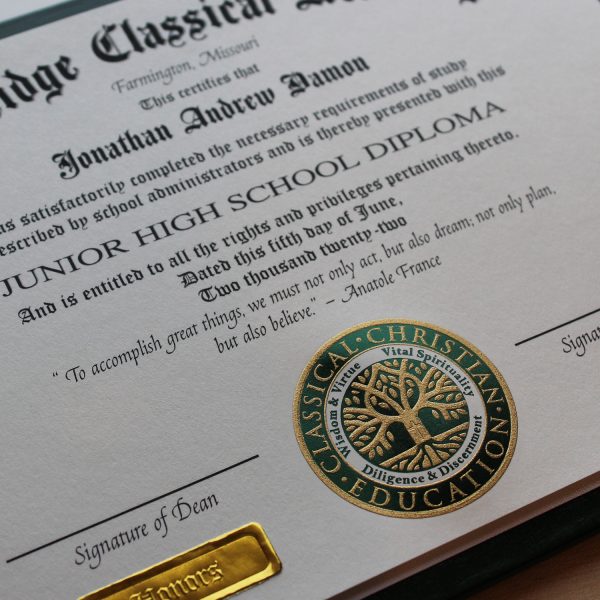 Classical
Farmington, Missouri
This certifies that
Jonathan Andrew Damon
satisfactorily completed the necessary requirements of study
by school administrators and is thereby presented with this
JUNIOR HIGH SCHOOL DIPLOMA
And is entitled to all the rights and privileges pertaining thereto.
Dated this fifth day of June,
Two thousand twenty-two
“ To accomplish great things, we must not only act, but also dream; not only plan,
but also believe.” – Anatole France
CLASSICAL · CHRISTIAN · EDUCATION ·
Wisdom & Virtue Vital Spirituality
Diligence & Discernment
Signature of Dean
Honors